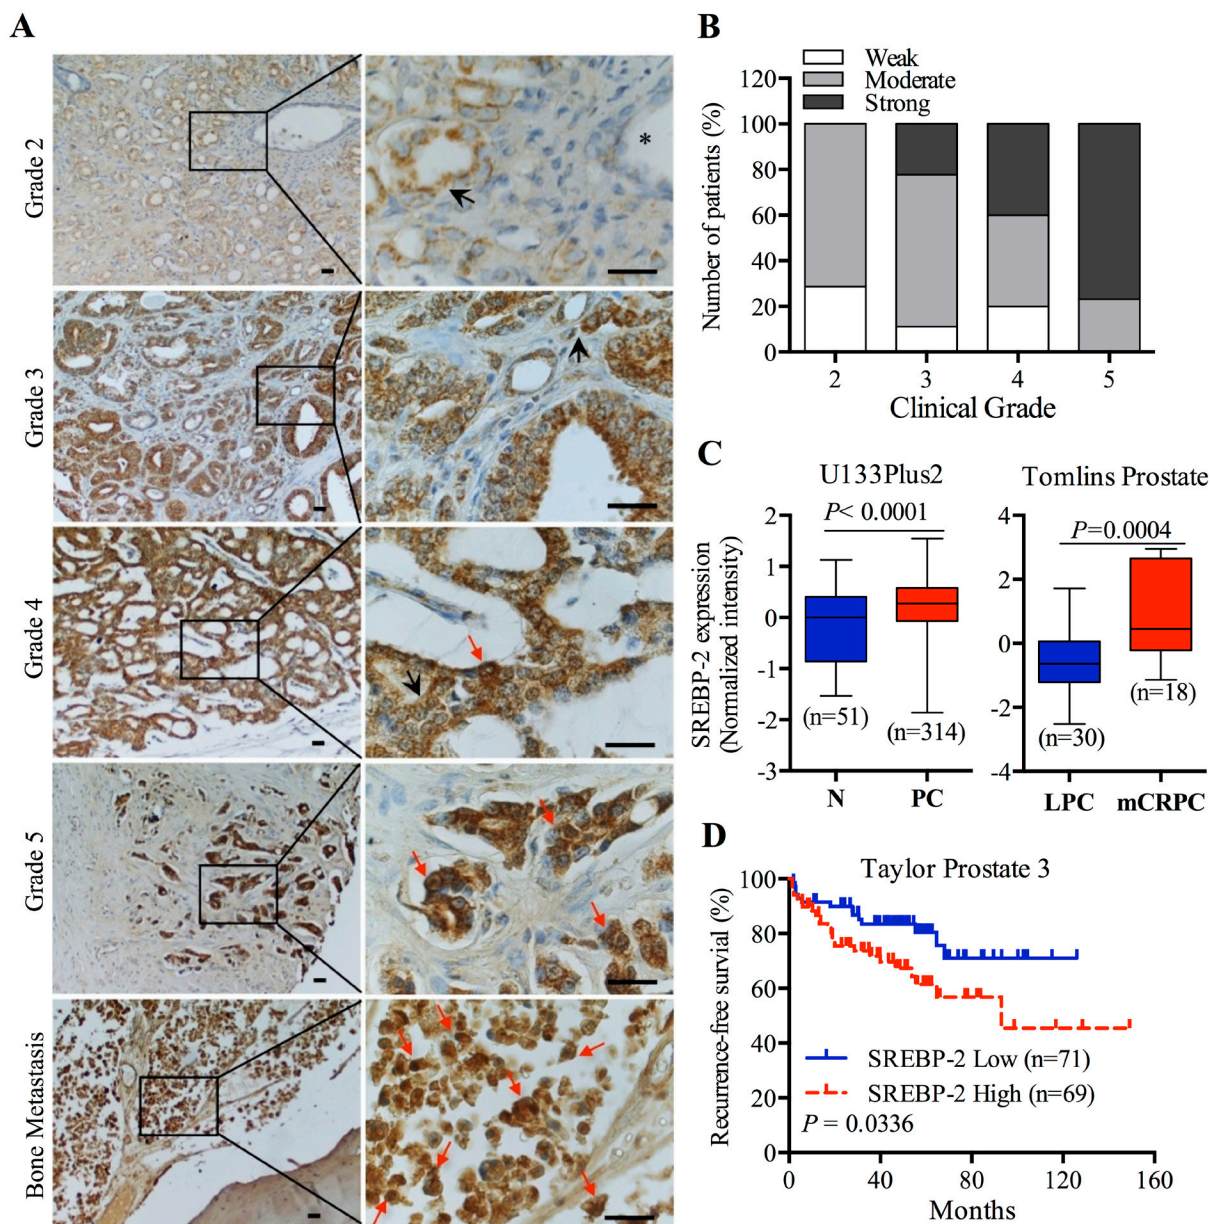 A
Grade 2
*
Grade 3
Grade 4
Grade 5
Bone Metastasis
B
Weak
Moderate
Strong
Number of patients (%)
120
100
80
60
40
20
0
2 3 4 5
Clinical Grade
C
SREBP-2 expression
(Normalized intensity)
U133Plus2
P< 0.0001
2
1
0
-1
-2
-3
(n=51)
(n=314)
N PC
Tomlins Prostate
P=0.0004
4
2
0
-2
-4
(n=30)
(n=18)
LPC mCRPC
D
Taylor Prostate 3
Recurrence-free survial (%)
100
80
60
40
20
0
SREBP-2 Low (n=71)
SREBP-2 High (n=69)
P = 0.0336
0 40 80 120 160
Months